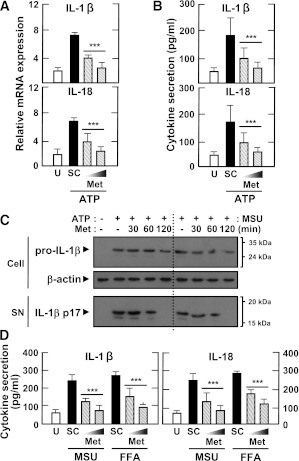 A
IL-1β
Relative mRNA expression
12
8
4
0
***
IL-18
12
8
4
0
***
U SC
Met
ATP
B
IL-1β
Cytokine secretion (pg/ml)
300
200
100
0
***
IL-18
300
200
100
0
***
U SC
Met
ATP
C
ATP : - + + + + + + + + : MSU
Met : - - 30 60 120 - 30 60 120 (min)
Cell
pro-IL-1β
35 kDa
24 kDa
β-actin
SN
IL-1β p17
20 kDa
15 kDa
D
Cytokine secretion (pg/ml)
400
300
200
100
0
IL-1β
***
***
U SC SC
Met Met
MSU FFA
IL-18
***
***
400
300
200
100
0
U SC SC
Met Met
MSU FFA